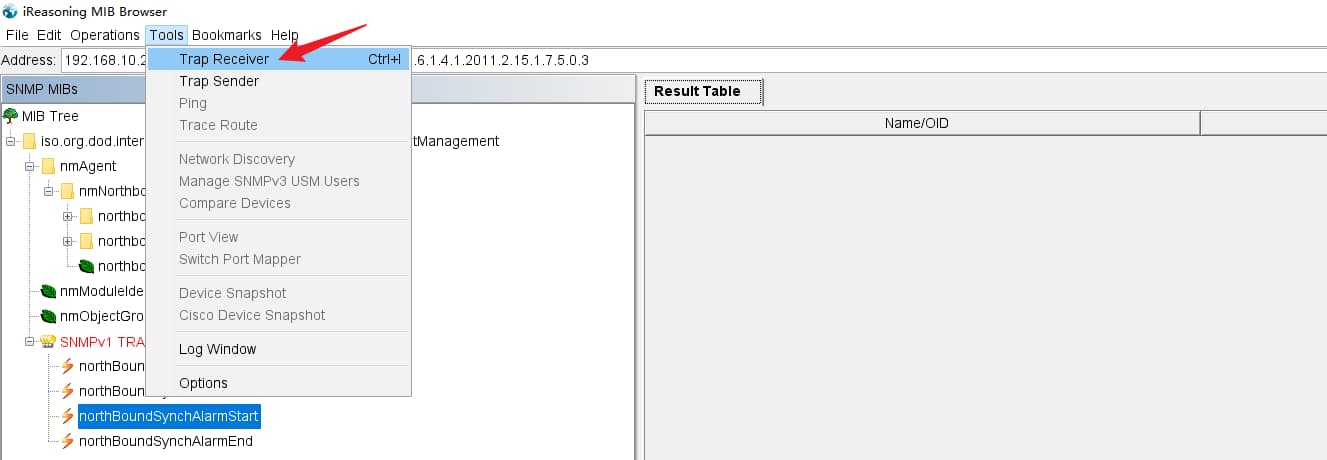 iReasoning MIB Browser
File Edit Operations Tools Bookmarks Help
Address: 192.168.10.2 .6.1.4.1.2011.2.15.1.7.5.0.3
Trap Receiver Ctrl+I
Trap Sender
Ping
Trace Route
Network Discovery
Manage SNMPv3 USM Users
Compare Devices
Port View
Switch Port Mapper
Device Snapshot
Cisco Device Snapshot
Log Window
Options
SNMP MIBs
MIB Tree
iso.org.dod.inter tManagement
nmAgent
nmNorthbo
northbo
northbo
northbo
nmModuleIde
nmObjectGro
SNMPv1 TRA
northBoun
northBoun
northBoundSynchAlarmStart
northBoundSynchAlarmEnd
Result Table
Name/OID